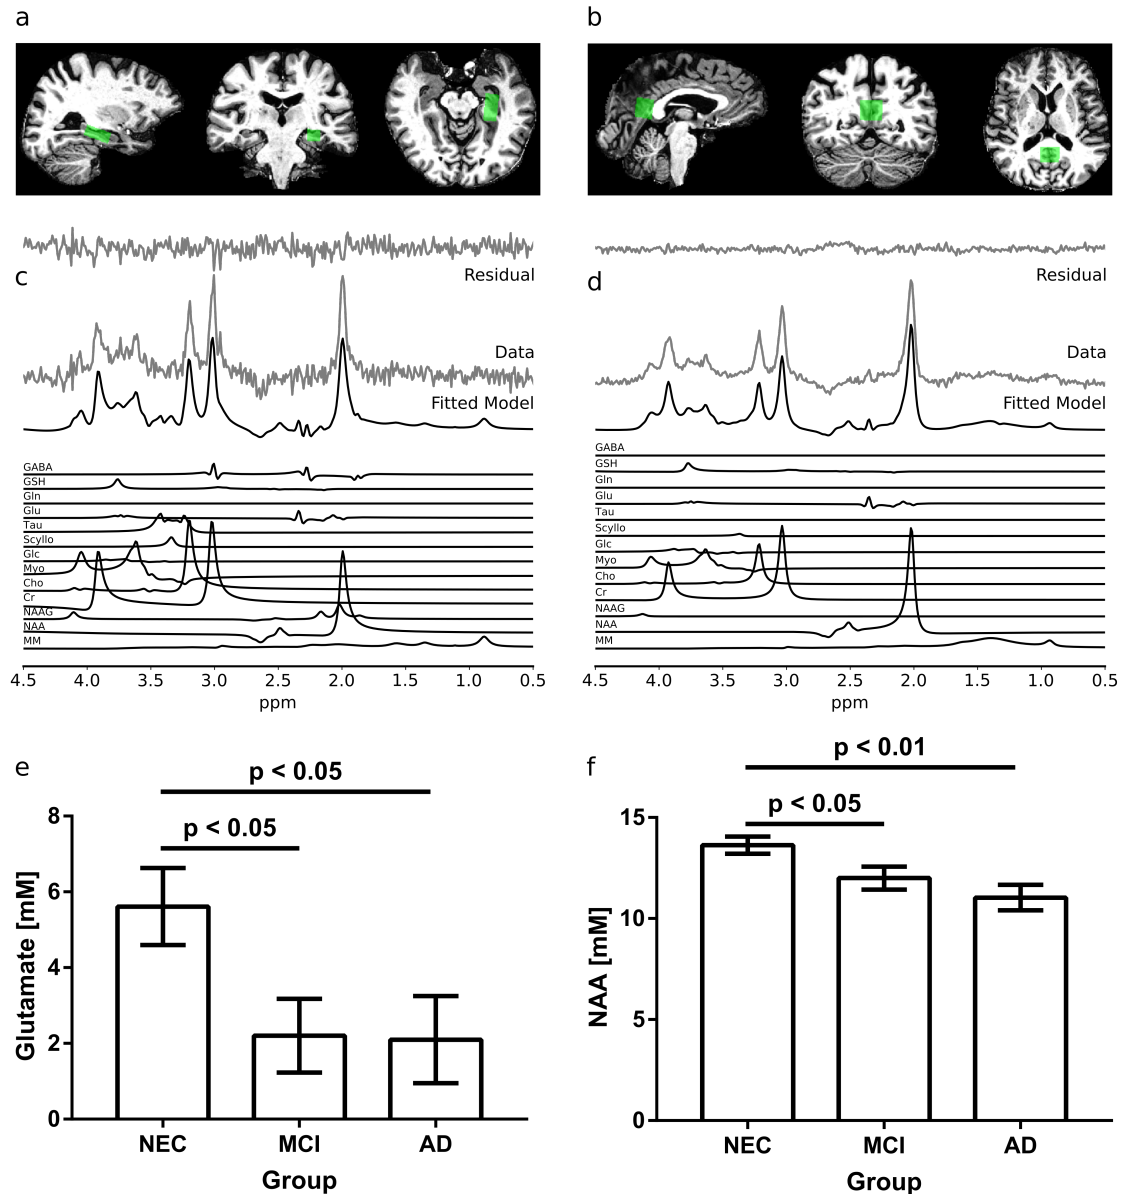 a
b
c
Residual
Data
Fitted Model
GABA
GSH
Gln
Glu
Tau
Scyllo
Glc
Myo
Cho
Cr
NAAG
NAA
MM
4.5 4.0 3.5 3.0 2.5 2.0 1.5 1.0 0.5
ppm
d
Residual
Data
Fitted Model
GABA
GSH
Gln
Glu
Tau
Scyllo
Glc
Myo
Cho
Cr
NAAG
NAA
MM
4.5 4.0 3.5 3.0 2.5 2.0 1.5 1.0 0.5
ppm
e
p < 0.05
p < 0.05
8
6
4
2
0
Glutamate [mM]
NEC MCI AD
Group
f
p < 0.01
p < 0.05
15
10
5
0
NAA [mM]
NEC MCI AD
Group